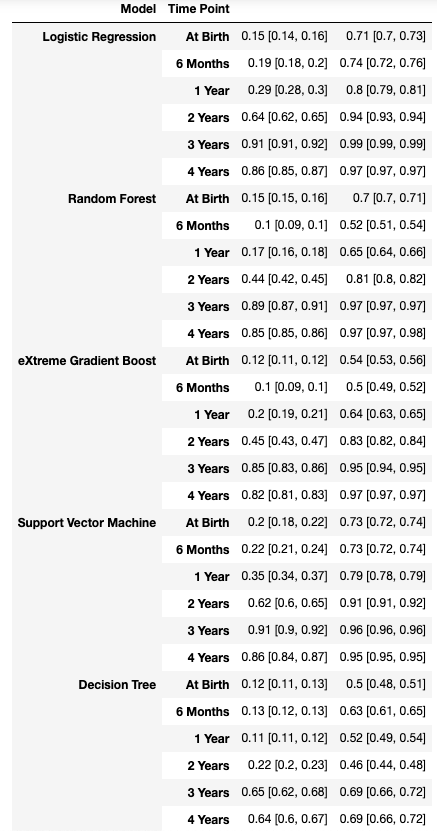 Model Time Point
Logistic Regression At Birth 0.15 [0.14, 0.16] 0.71 [0.7, 0.73]
6 Months 0.19 [0.18, 0.2] 0.74 [0.72, 0.76]
1 Year 0.29 [0.28, 0.3] 0.8 [0.79, 0.81]
2 Years 0.64 [0.62, 0.65] 0.94 [0.93, 0.94]
3 Years 0.91 [0.91, 0.92] 0.99 [0.99, 0.99]
4 Years 0.86 [0.85, 0.87] 0.97 [0.97, 0.97]
Random Forest At Birth 0.15 [0.15, 0.16] 0.7 [0.7, 0.71]
6 Months 0.1 [0.09, 0.1] 0.52 [0.51, 0.54]
1 Year 0.17 [0.16, 0.18] 0.65 [0.64, 0.66]
2 Years 0.44 [0.42, 0.45] 0.81 [0.8, 0.82]
3 Years 0.89 [0.87, 0.91] 0.97 [0.97, 0.97]
4 Years 0.85 [0.85, 0.86] 0.97 [0.97, 0.98]
eXtreme Gradient Boost At Birth 0.12 [0.11, 0.12] 0.54 [0.53, 0.56]
6 Months 0.1 [0.09, 0.1] 0.5 [0.49, 0.52]
1 Year 0.2 [0.19, 0.21] 0.64 [0.63, 0.65]
2 Years 0.45 [0.43, 0.47] 0.83 [0.82, 0.84]
3 Years 0.85 [0.83, 0.86] 0.95 [0.94, 0.95]
4 Years 0.82 [0.81, 0.83] 0.97 [0.97, 0.97]
Support Vector Machine At Birth 0.2 [0.18, 0.22] 0.73 [0.72, 0.74]
6 Months 0.22 [0.21, 0.24] 0.73 [0.72, 0.74]
1 Year 0.35 [0.34, 0.37] 0.79 [0.78, 0.79]
2 Years 0.62 [0.6, 0.65] 0.91 [0.91, 0.92]
3 Years 0.91 [0.9, 0.92] 0.96 [0.96, 0.96]
4 Years 0.86 [0.84, 0.87] 0.95 [0.95, 0.95]
Decision Tree At Birth 0.12 [0.11, 0.13] 0.5 [0.48, 0.51]
6 Months 0.13 [0.12, 0.13] 0.63 [0.61, 0.65]
1 Year 0.11 [0.11, 0.12] 0.52 [0.49, 0.54]
2 Years 0.22 [0.2, 0.23] 0.46 [0.44, 0.48]
3 Years 0.65 [0.62, 0.68] 0.69 [0.66, 0.72]
4 Years 0.64 [0.6, 0.67] 0.69 [0.66, 0.72]